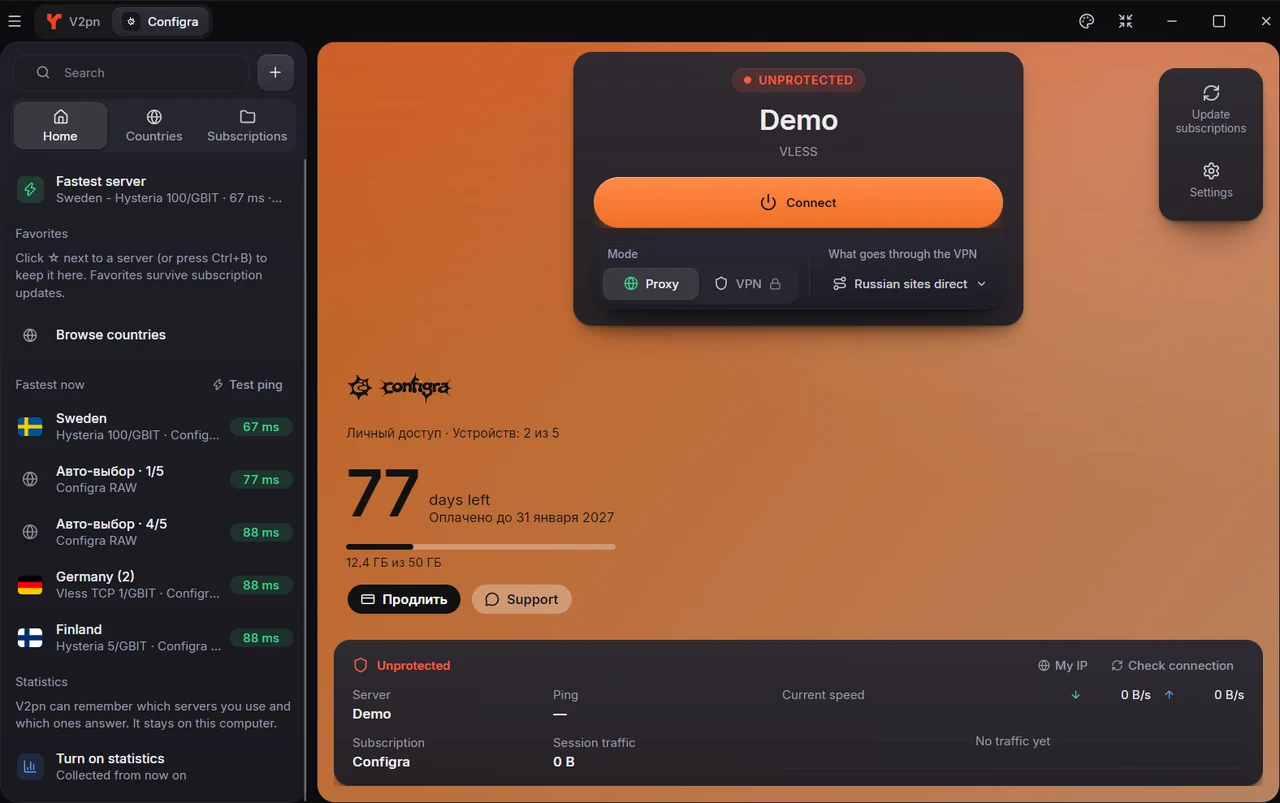 V2pn
Configra
Search
Home
Countries
Subscriptions
Fastest server
Sweden - Hysteria 100/GBIT · 67 ms ·...
Favorites
Click ☆ next to a server (or press Ctrl+B) to
keep it here. Favorites survive subscription
updates.
Browse countries
Fastest now
Test ping
Sweden
Hysteria 100/GBIT · Config...
67 ms
Авто-выбор · 1/5
Configra RAW
77 ms
Авто-выбор · 4/5
Configra RAW
88 ms
Germany (2)
Vless TCP 1/GBIT · Configr...
88 ms
Finland
Hysteria 5/GBIT · Configra ...
88 ms
Statistics
V2pn can remember which servers you use and
which ones answer. It stays on this computer.
Turn on statistics
Collected from now on
UNPROTECTED
Demo
VLESS
Connect
Mode
What goes through the VPN
Proxy
VPN
Russian sites direct
Update
subscriptions
Settings
configra
Личный доступ · Устройств: 2 из 5
77
days left
Оплачено до 31 января 2027
12,4 ГБ из 50 ГБ
Продлить
Support
Unprotected
My IP
Check connection
Server
Ping
Current speed
0 B/s
0 B/s
Demo
—
Subscription
Session traffic
No traffic yet
Configra
0 B